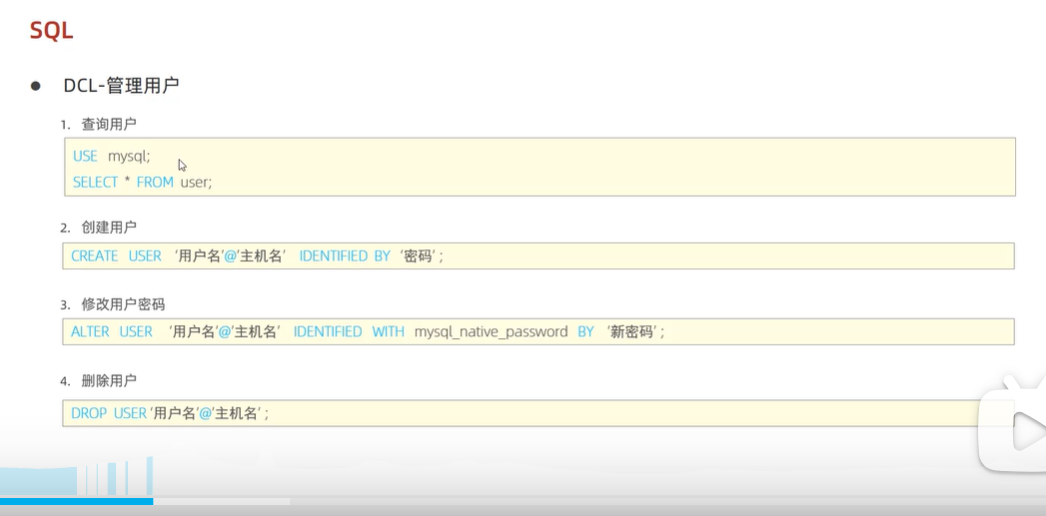 SQL
● DCL-管理用户
1. 查询用户
USE mysql;
SELECT * FROM user;
2. 创建用户
CREATE USER '用户名'@'主机名' IDENTIFIED BY '密码' ;
3. 修改用户密码
ALTER USER '用户名'@'主机名' IDENTIFIED WITH mysql_native_password BY '新密码' ;
4. 删除用户
DROP USER '用户名'@'主机名' ;